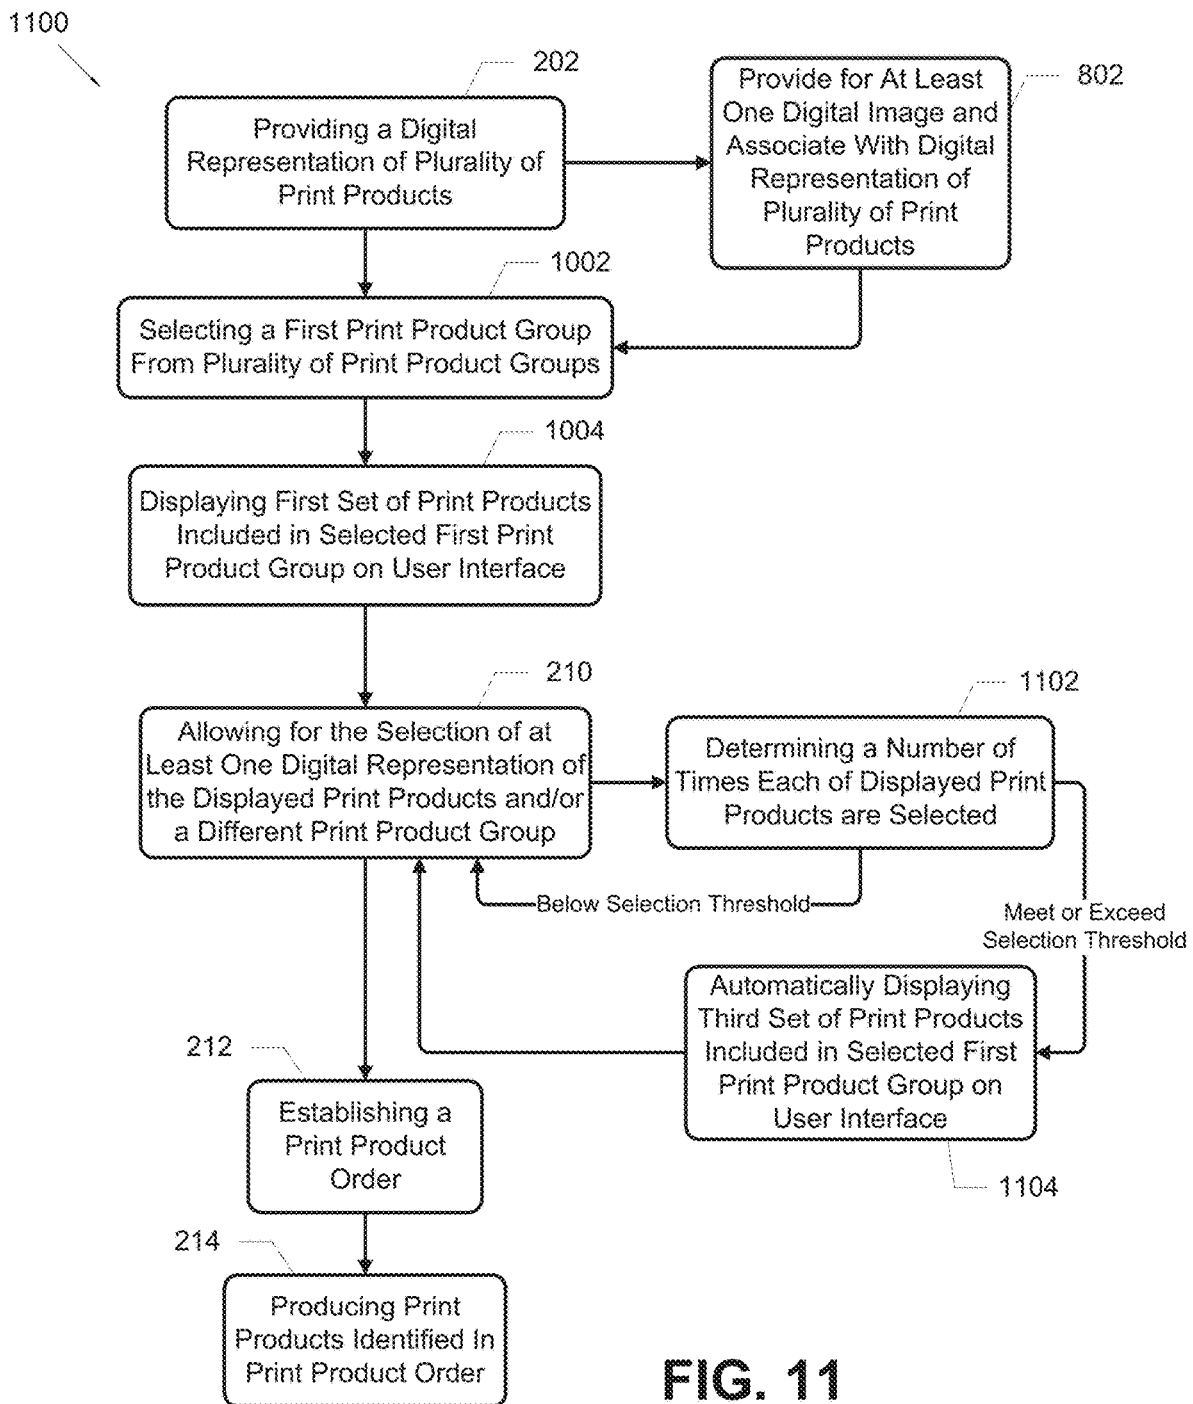 1100
202
Providing a Digital
Representation of Plurality of
Print Products
802
Provide for At Least
One Digital Image and
Associate With Digital
Representation of
Plurality of Print
Products
1002
Selecting a First Print Product Group
From Plurality of Print Product Groups
1004
Displaying First Set of Print Products
Included in Selected First Print
Product Group on User Interface
210
Allowing for the Selection of at
Least One Digital Representation of
the Displayed Print Products and/or
a Different Print Product Group
1102
Determining a Number of
Times Each of Displayed Print
Products are Selected
Below Selection Threshold
Meet or Exceed
Selection Threshold
Automatically Displaying
Third Set of Print Products
Included in Selected First
Print Product Group on
User Interface
1104
212
Establishing a
Print Product
Order
214
Producing Print
Products Identified In
Print Product Order
FIG. 11